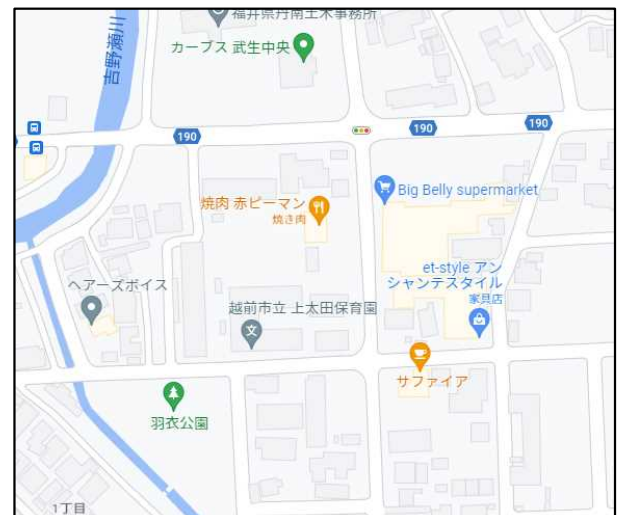 福井県丹南土木事務所
カーブス 武生中央
吉野瀬川
190
190
190
焼肉 赤ピーマン
焼き肉
Big Belly supermarket
et-style アン
シャンテスタイル
家具店
ヘアーズボイス
越前市立 上太田保育園
文
サファイア
羽衣公園
1丁目